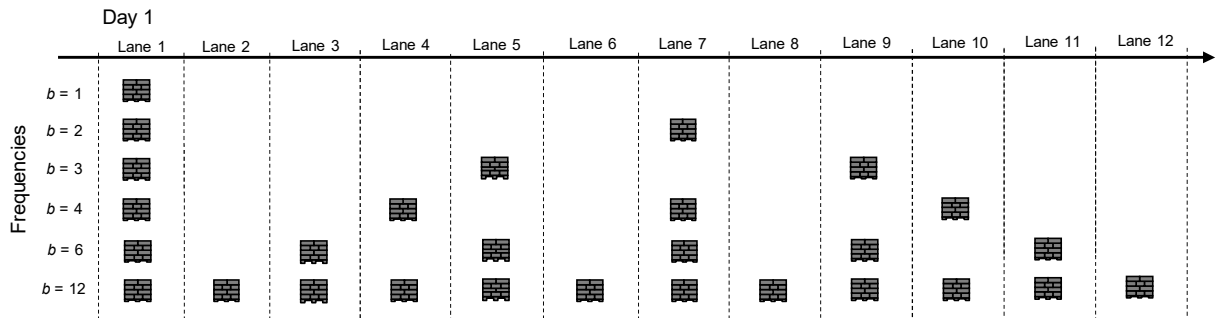 Day 1
Lane 1 Lane 2 Lane 3 Lane 4 Lane 5 Lane 6 Lane 7 Lane 8 Lane 9 Lane 10 Lane 11 Lane 12
Frequencies
b = 1
b = 2
b = 3
b = 4
b = 6
b = 12